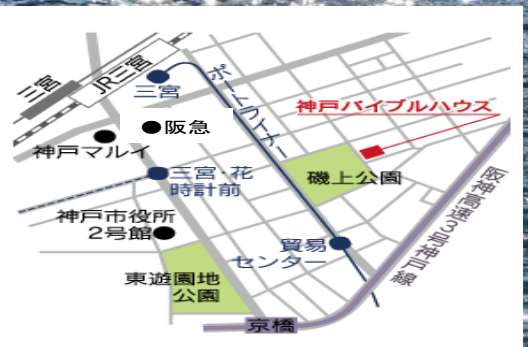 三宮
JR三宮
三宮
ポートライナー
阪急
神戸マルイ
神戸バイブルハウス
三宮・花
時計前
磯上公園
阪神高速3号神戸線
神戸市役所
2号館
貿易
センター
東遊園地
公園
京橋